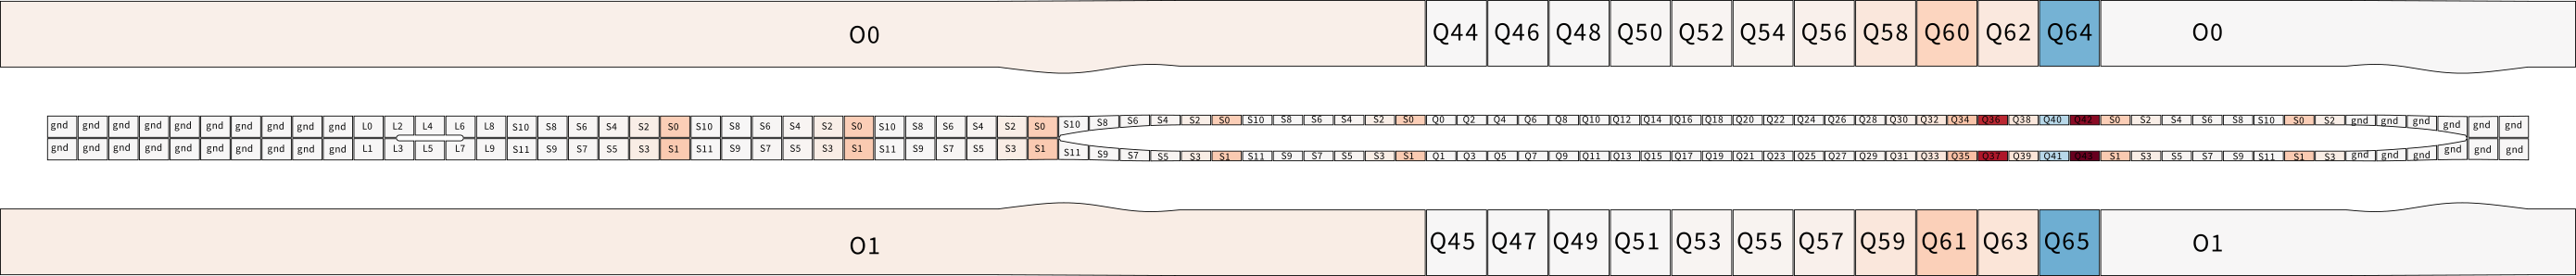 O0 Q44 Q46 Q48 Q50 Q52 Q54 Q56 Q58 Q60 Q62 Q64 O0
gnd gnd gnd gnd gnd gnd gnd gnd gnd gnd L0 L2 L4 L6 L8 S10 S8 S6 S4 S2 S0 S10 S8 S6 S4 S2 S0 S10 S8 S6 S4 S2 S0 S10 S8 S6 S4 S2 S0 S10 S8 S6 S4 S2 S0 Q0 Q2 Q4 Q6 Q8 Q10 Q12 Q14 Q16 Q18 Q20 Q22 Q24 Q26 Q28 Q30 Q32 Q34 Q36 Q38 Q40 Q42 S0 S2 S4 S6 S8 S10 S0 S2 gnd gnd gnd gnd gnd gnd
gnd gnd gnd gnd gnd gnd gnd gnd gnd gnd L1 L3 L5 L7 L9 S11 S9 S7 S5 S3 S1 S11 S9 S7 S5 S3 S1 S11 S9 S7 S5 S3 S1 S11 S9 S7 S5 S3 S1 S11 S9 S7 S5 S3 S1 Q1 Q3 Q5 Q7 Q9 Q11 Q13 Q15 Q17 Q19 Q21 Q23 Q25 Q27 Q29 Q31 Q33 Q35 Q37 Q39 Q41 Q43 S1 S3 S5 S7 S9 S11 S1 S3 gnd gnd gnd gnd gnd gnd
O1 Q45 Q47 Q49 Q51 Q53 Q55 Q57 Q59 Q61 Q63 Q65 O1